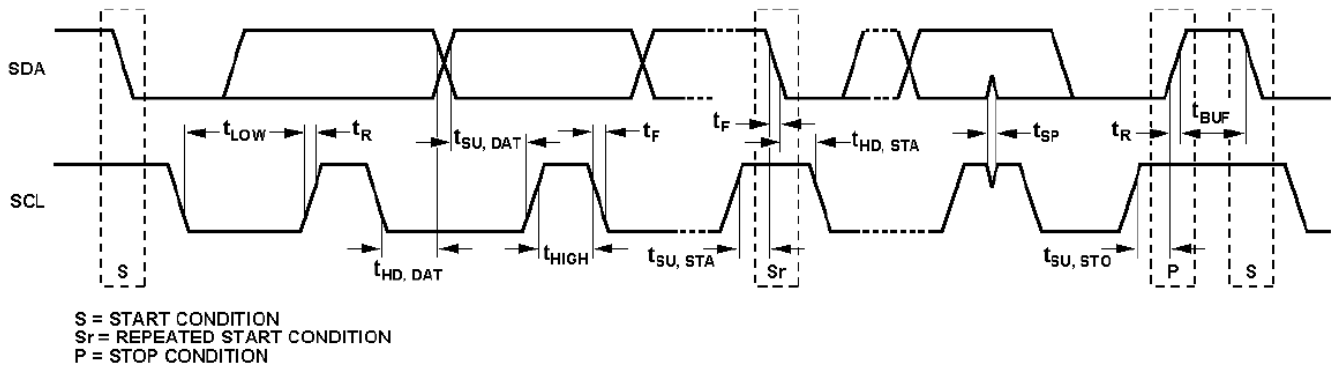 SDA
tLOW
tR
tSU, DAT
tF
tF
tHD, STA
tSP
tR
tBUF
SCL
tHD, DAT
tHIGH
tSU, STA
tSU, STO
S
Sr
P
S
S = START CONDITION
Sr = REPEATED START CONDITION
P = STOP CONDITION